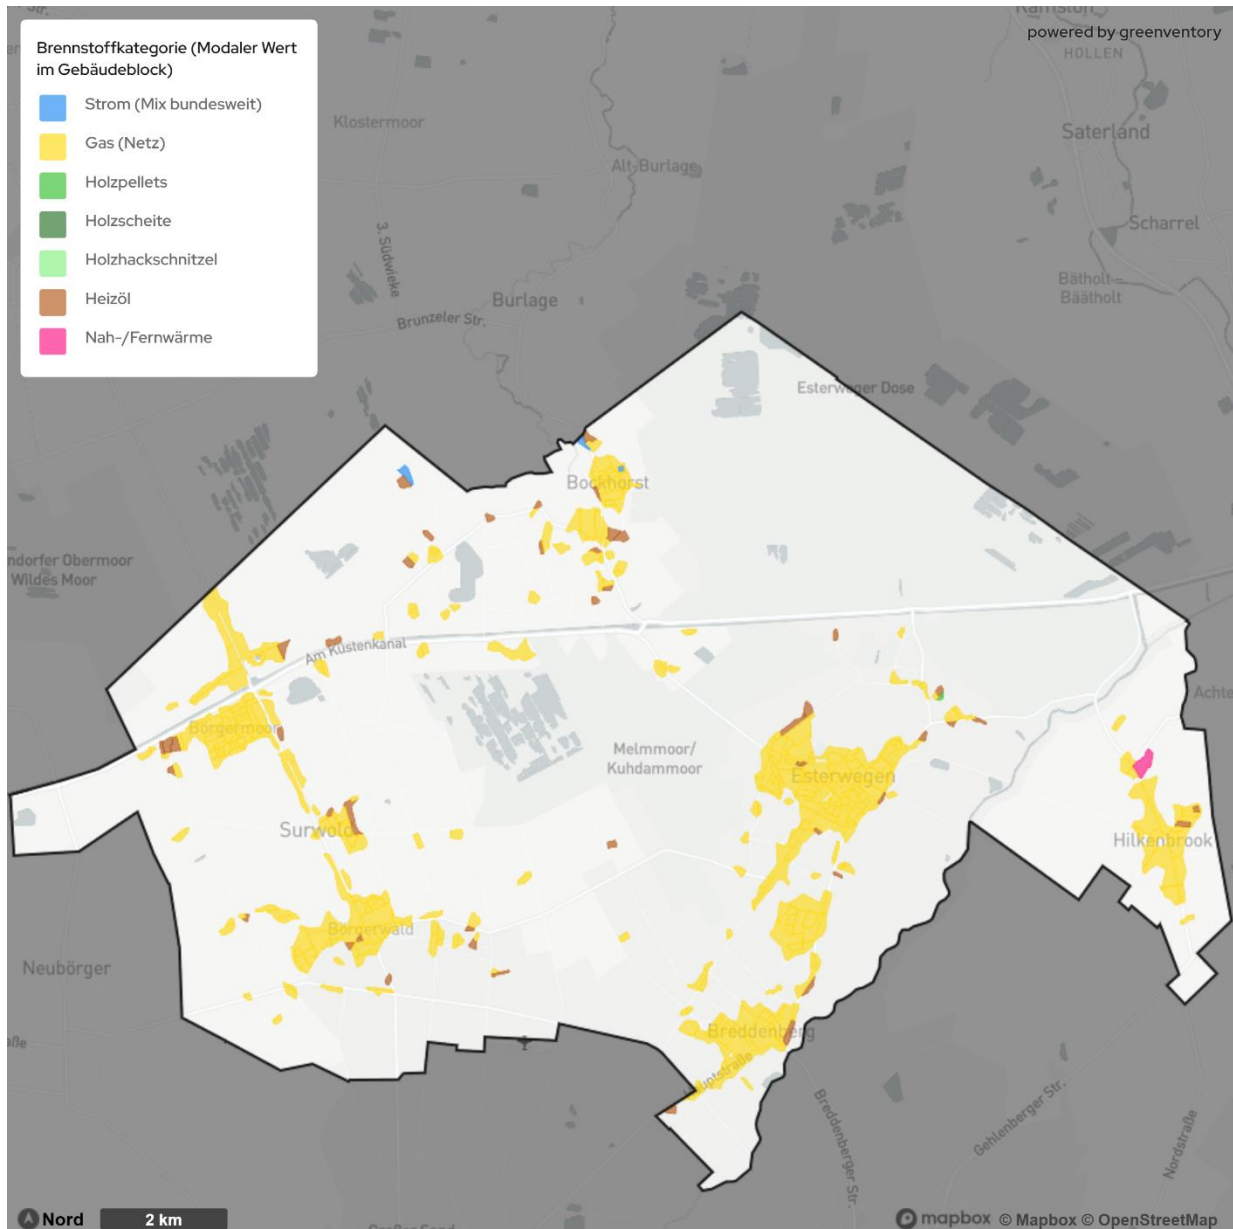 Brennstoffkategorie (Modaler Wert
im Gebäudeblock)
Strom (Mix bundesweit)
Gas (Netz)
Holzpellets
Holzscheite
Holzhackschnitzel
Heizöl
Nah-/Fernwärme
powered by greenventory
HOLLEN
Klostermoor
Saterland
Alt-Burlage
Scharrel
3. Südwieke
Bätholt -
Bäätholt
Burlage
Brunzeler Str.
Esterweger Dose
Bockhorst
ndorfer Obermoor
Wildes Moor
Am Küstenkanal
Achte
Börgermoor
Melmmoor/
Kuhdammoor
Esterwegen
Surwold
Hilkenbrook
Börgerwald
Neubörger
Breddenberg
Hauptstraße
Breddenberger Str.
Gehlenberger Str.
Nordstraße
Nord
2 km
mapbox © Mapbox © OpenStreetMap